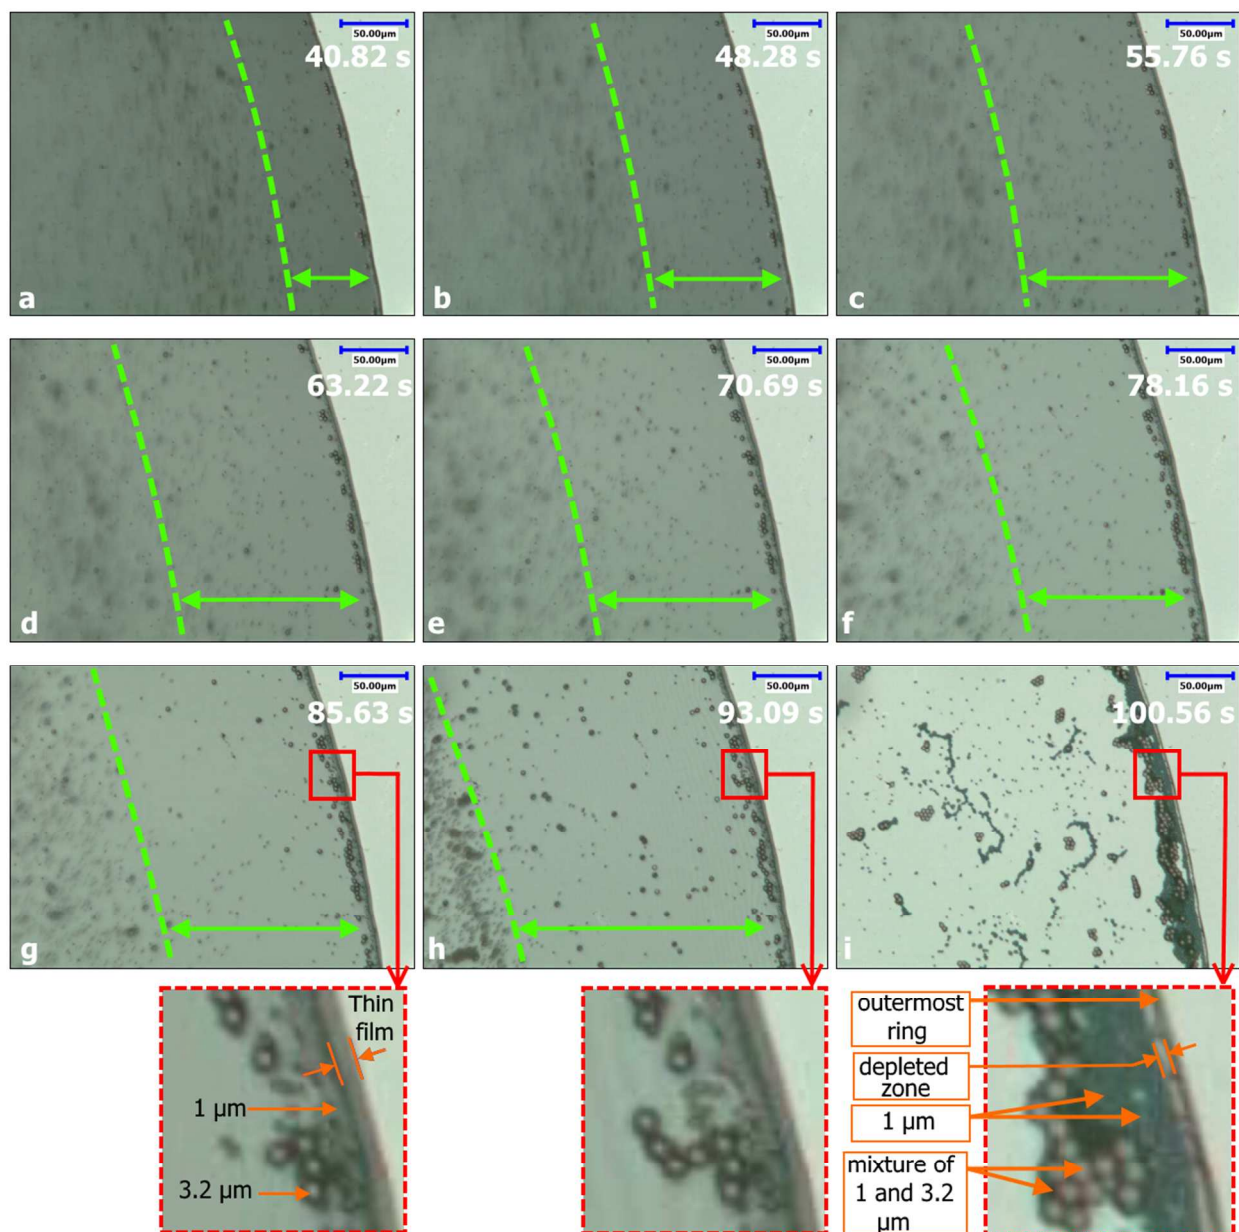 50.00µm
40.82 s
a
50.00µm
48.28 s
b
50.00µm
55.76 s
c
50.00µm
63.22 s
d
50.00µm
70.69 s
e
50.00µm
78.16 s
f
50.00µm
85.63 s
g
50.00µm
93.09 s
h
50.00µm
100.56 s
i
Thin
film
1 µm
3.2 µm
outermost
ring
depleted
zone
1 µm
mixture of
1 and 3.2
µm